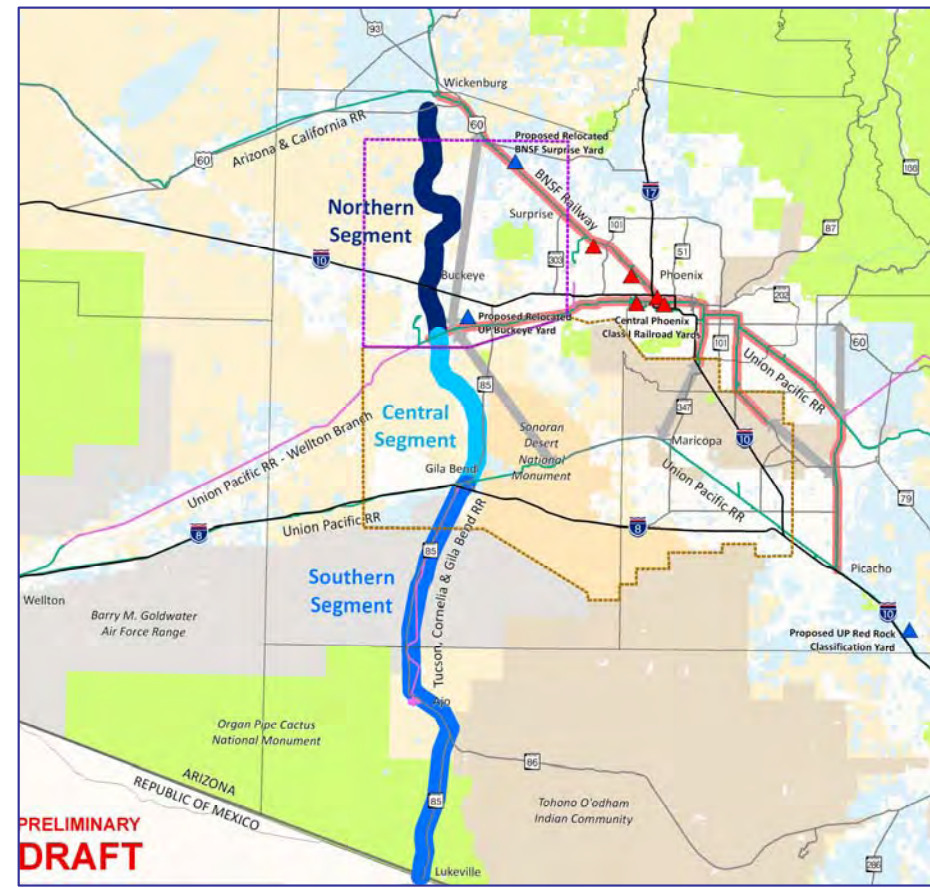 93
Wickenburg
Arizona & California RR
60
60
Proposed Relocated
BNSF Surprise Yard
BNSF Railway
17
188
Northern
Segment
Surprise
101
87
303
51
10
Buckeye
Phoenix
202
Proposed Relocated
UP Buckeye Yard
Central Phoenix
Class I Railroad Yards
101
60
85
Union Pacific RR
Central
Segment
347
Sonoran
Desert
National
Monument
Maricopa
10
Union Pacific RR - Wellton Branch
Gila Bend
Union Pacific RR
79
Union Pacific RR
8
8
85
Tucson, Cornelia & Gila Bend RR
Picacho
Southern
Segment
Wellton
Barry M. Goldwater
Air Force Range
10
Proposed UP Red Rock
Classification Yard
Ajo
Organ Pipe Cactus
National Monument
86
ARIZONA
REPUBLIC OF MEXICO
85
Tohono O'odham
Indian Community
PRELIMINARY
DRAFT
Lukeville
286